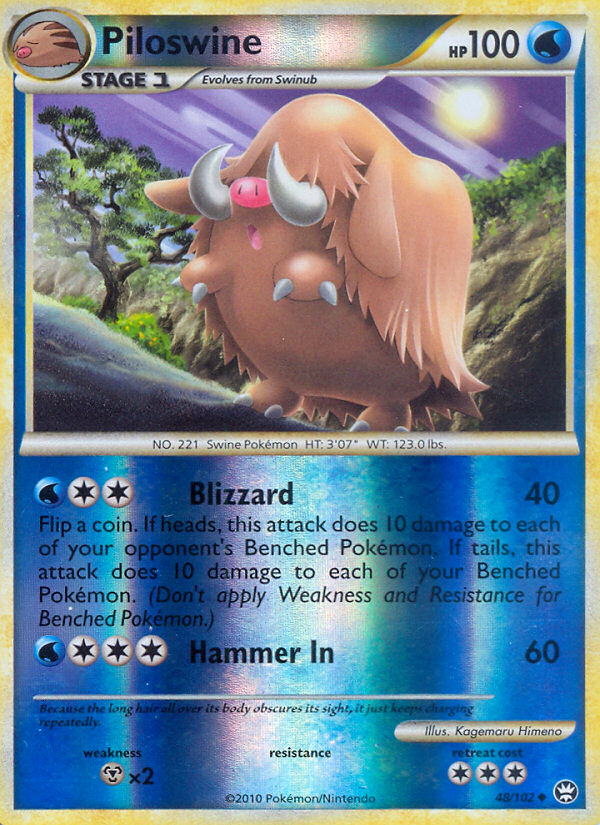 Piloswine
HP 100
STAGE 1
Evolves from Swinub
NO. 221 Swine Pokémon HT: 3'07" WT: 123.0 lbs.
Blizzard 40
Flip a coin. If heads, this attack does 10 damage to each
of your opponent's Benched Pokémon. If tails, this
attack does 10 damage to each of your Benched
Pokémon. (Don't apply Weakness and Resistance for
Benched Pokémon.)
Hammer In 60
Because the long hair all over its body obscures its sight, it just keeps charging
repeatedly.
Illus. Kagemaru Himeno
weakness resistance retreat cost
×2
©2010 Pokémon/Nintendo 48/102